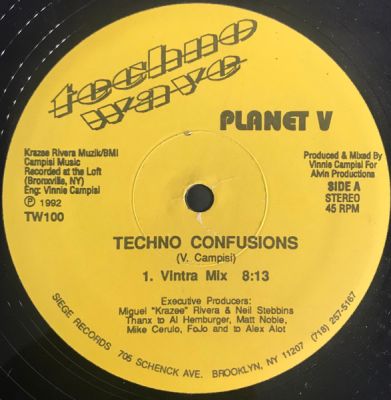 techno
wave
PLANET V
Krazee Rivera Muzik/BMI
Campisi Music
Recorded at the Loft
(Bronxville, NY)
Eng: Vinnie Campisi
℗ 1992
TW100
Produced & Mixed By
Vinnie Campisi For
Alvin Productions
SIDE A
STEREO
45 RPM
TECHNO CONFUSIONS
(V. Campisi)
1. Vintra Mix 8:13
Executive Producers:
Miguel "Krazee" Rivera & Neil Stebbins
Thanx to Al Hemburger, Matt Noble,
Mike Cerulo, FoJo and to Alex Alot
SIEGE RECORDS 705 SCHENCK AVE. BROOKLYN, NY 11207 (718) 257-5167